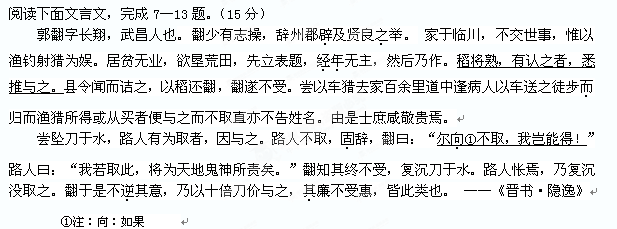 阅读下面文言文，完成7—13题。（15分）
郭翻字长翔，武昌人也。翻少有志操，辞州郡辟及贤良之举。 家于临川，不交世事，惟以
渔钓射猎为娱。居贫无业，欲垦荒田，先立表题，经年无主，然后乃作。稻将熟，有认之者，悉
推与之。县令闻而诘之，以稻还翻，翻遂不受。尝以车猎去家百余里道中逢病人以车送之徒步而
归而渔猎所得或从买者便与之而不取直亦不告姓名。由是士庶咸敬贵焉。
尝坠刀于水，路人有为取者，因与之。路人不取，固辞，翻曰：“尔向①不取，我岂能得！”
路人曰：“我若取此，将为天地鬼神所责矣。”翻知其终不受，复沉刀于水。路人怅焉，乃复沉
没取之。翻于是不逆其意，乃以十倍刀价与之，其廉不受惠，皆此类也。 ——《晋书·隐逸》
①注：向：如果